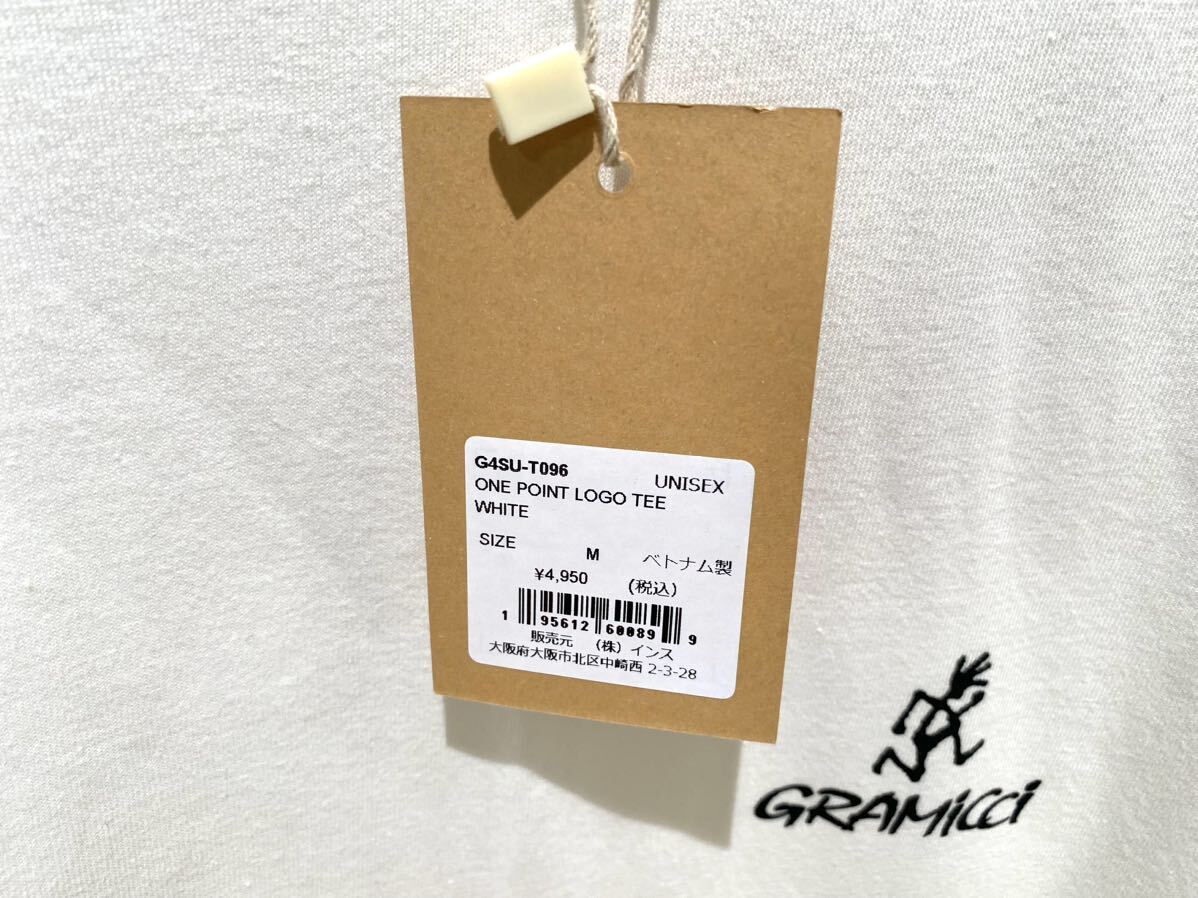 G4SU-T096 UNISEX
ONE POINT LOGO TEE
WHITE
SIZE M ベトナム製
¥4,950 (税込)
1 95612 60089 9
販売元 (株) インス
大阪府大阪市北区中崎西 2-3-28
GRAMiCCi